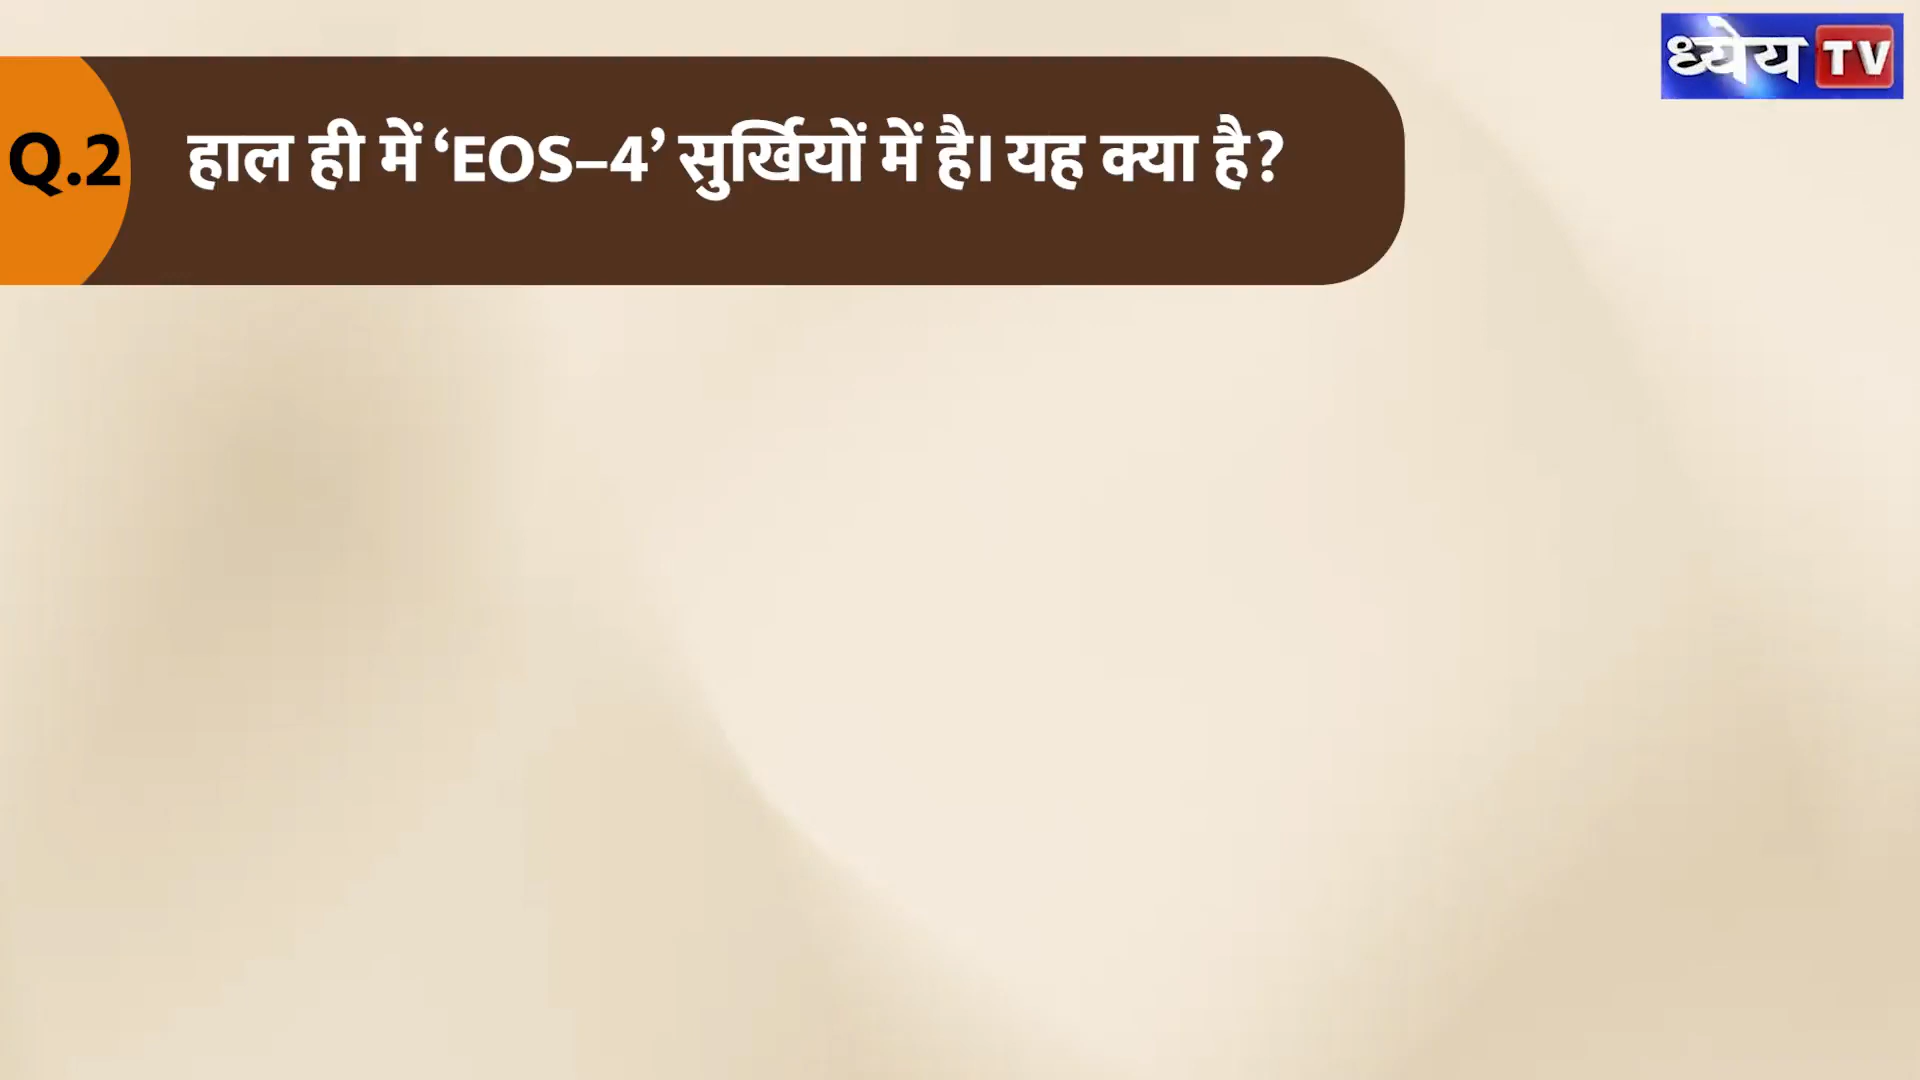 ध्येय TV
Q.2 हाल ही में ‘EOS–4’ सुर्खियों में है। यह क्या है?